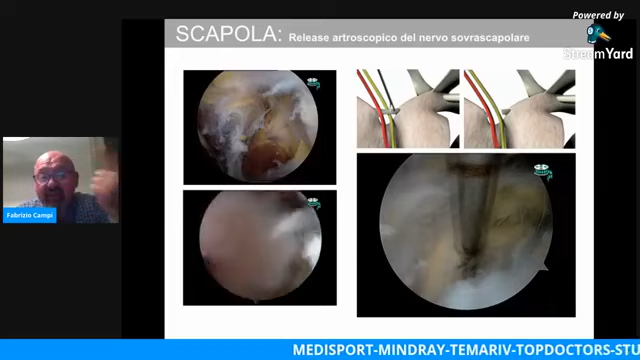 SCAPOLA: Release artroscopico del nervo sovrascapolare
Powered by
StreamYard
Fabrizio Campi
MEDISPORT-MINDRAY-TEMARIV-TOPDOCTORS-STU